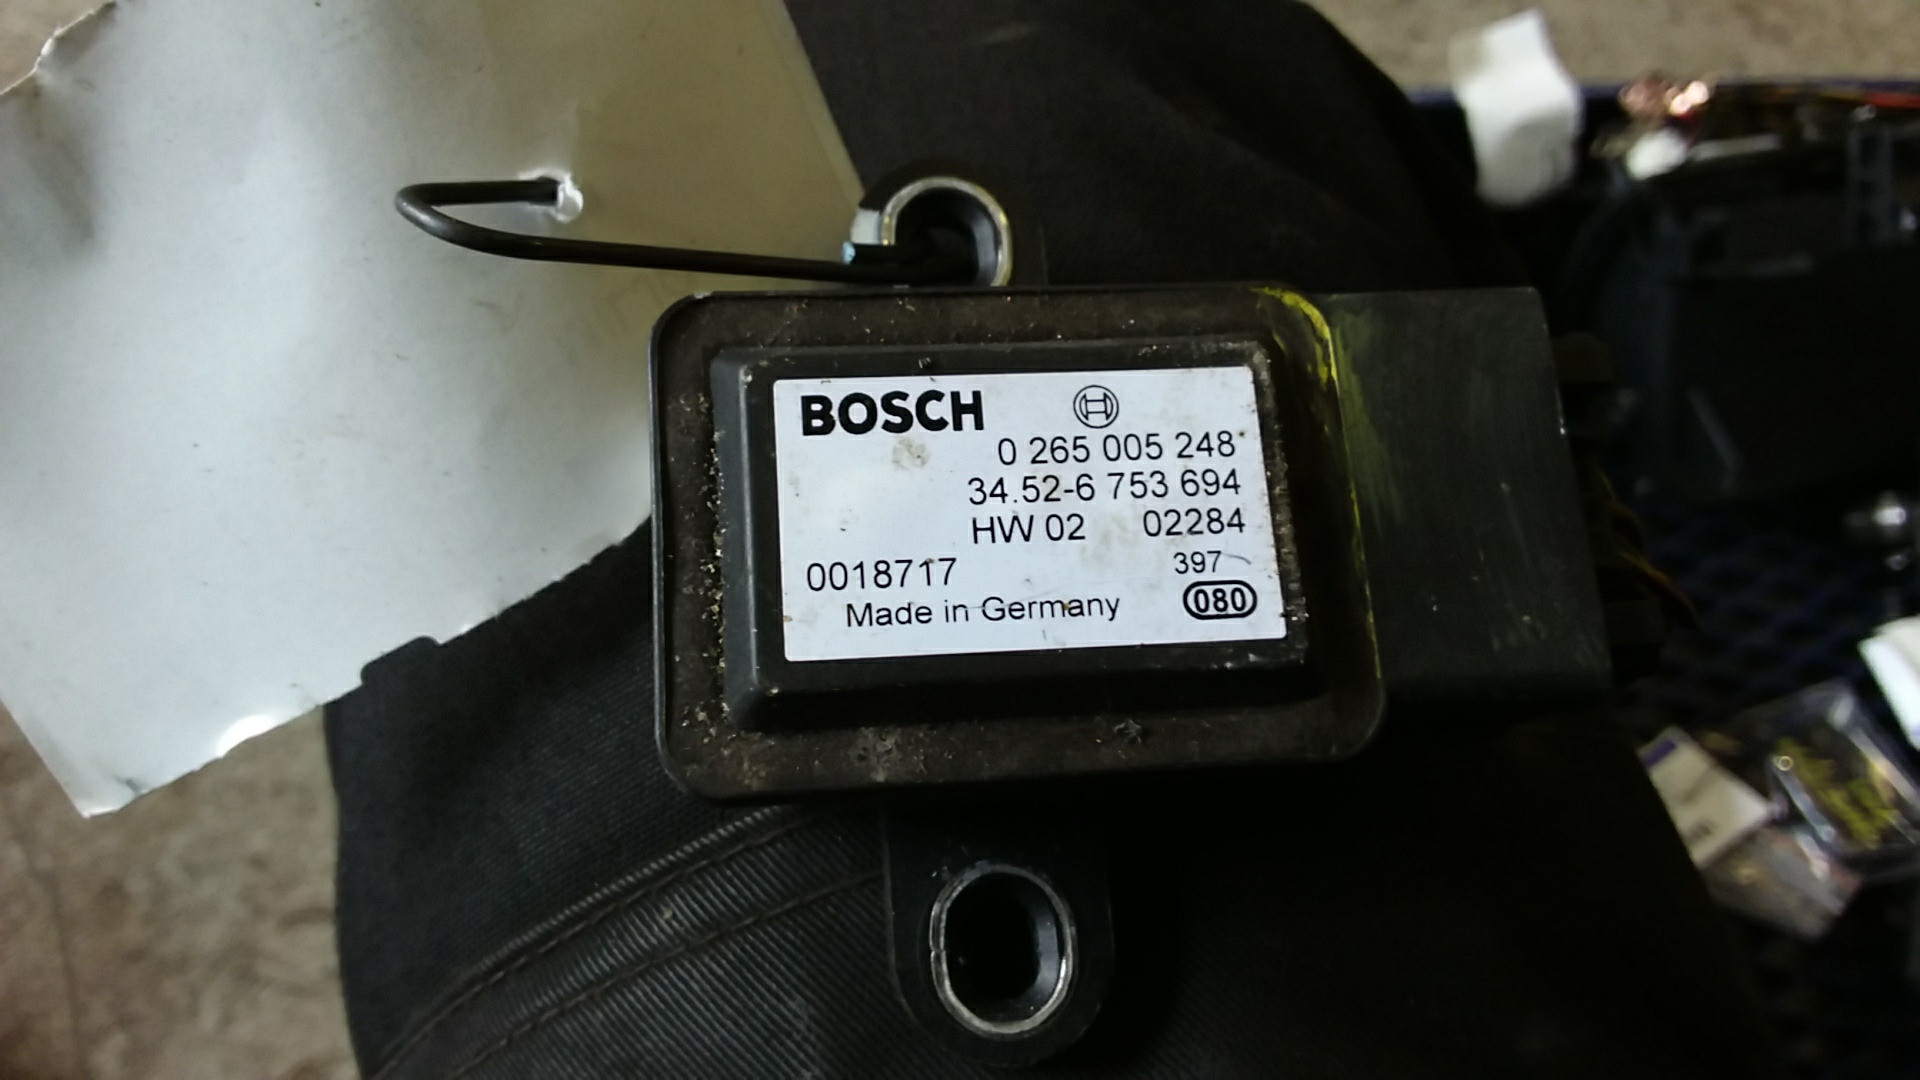 BOSCH
0 265 005 248
34.52-6 753 694
HW 02 02284
0018717 397
Made in Germany 080